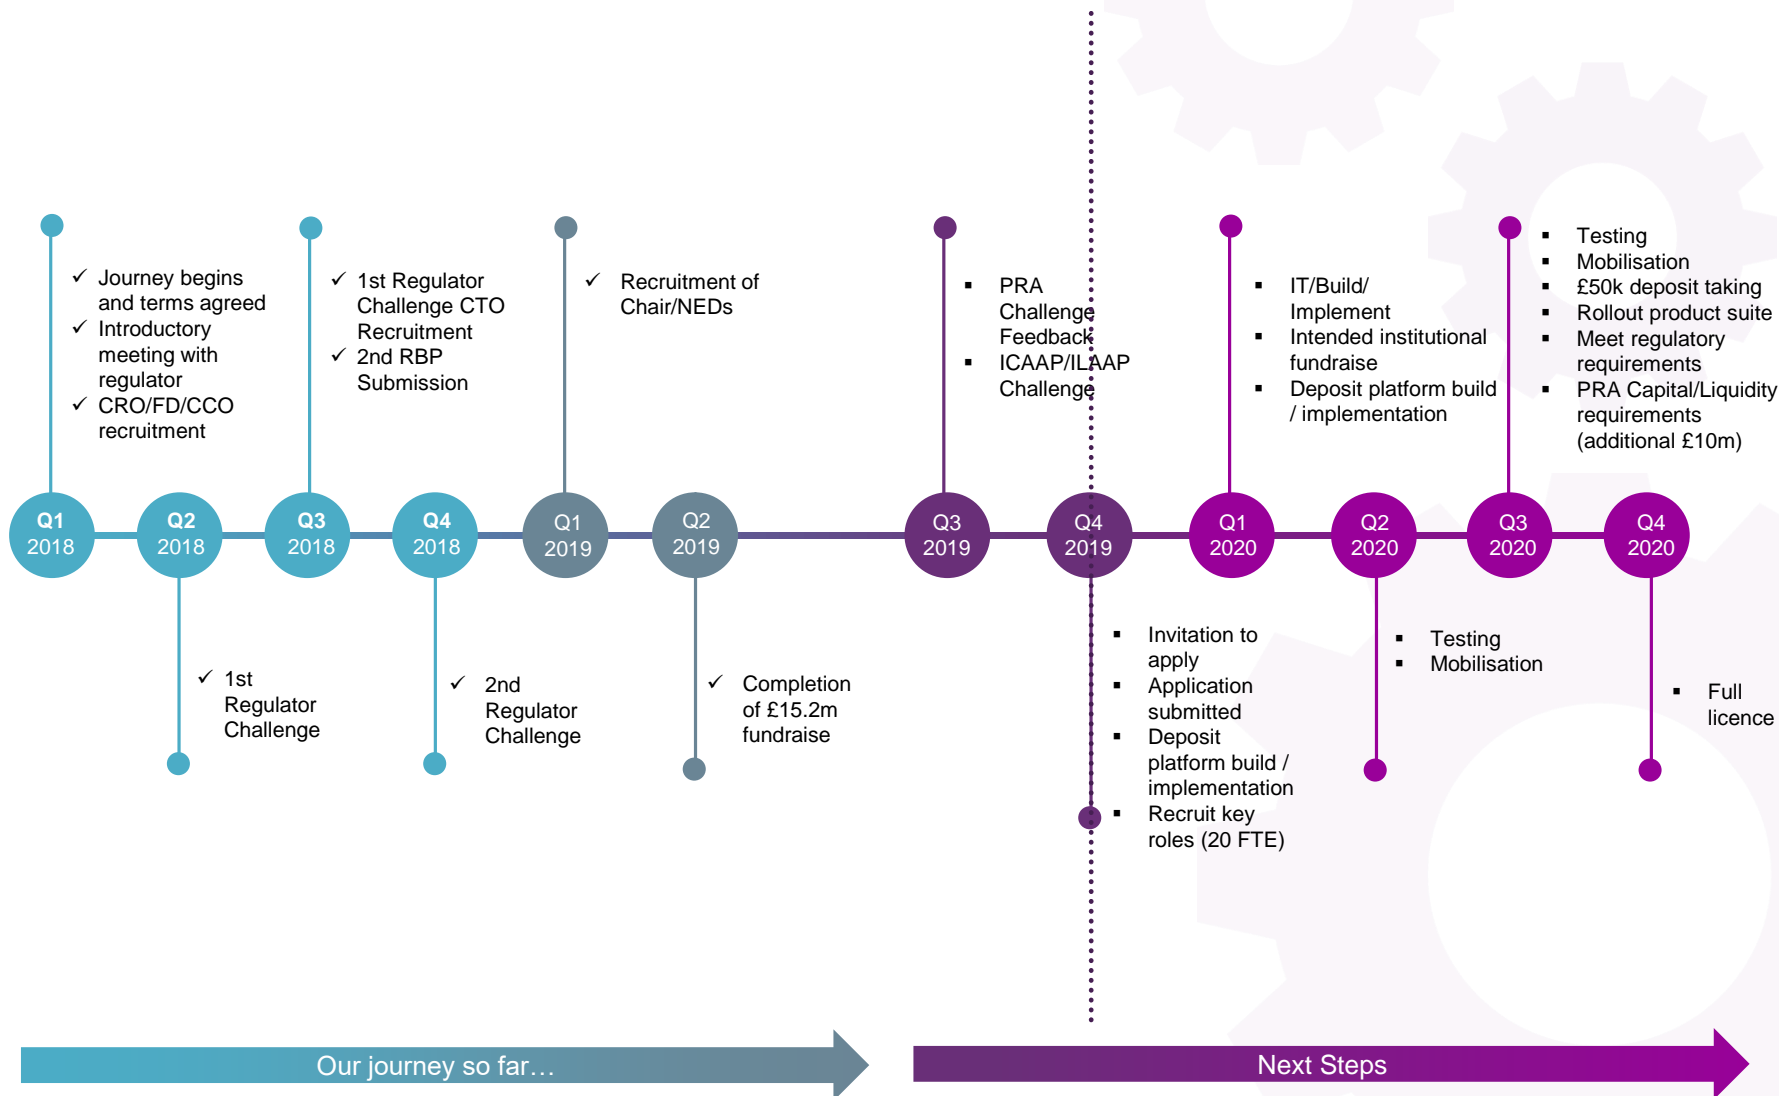 Journey begins
and terms agreed
Introductory
meeting with
regulator
CRO/FD/CCO
recruitment
1st Regulator
Challenge CTO
Recruitment
2nd RBP
Submission
Recruitment of
Chair/NEDs
PRA
Challenge
Feedback
ICAAP/ILAAP
Challenge
IT/Build/
Implement
Intended institutional
fundraise
Deposit platform build
/ implementation
Testing
Mobilisation
£50k deposit taking
Rollout product suite
Meet regulatory
requirements
PRA Capital/Liquidity
requirements
(additional £10m)
Q1
2018
Q2
2018
Q3
2018
Q4
2018
Q1
2019
Q2
2019
Q3
2019
Q4
2019
Q1
2020
Q2
2020
Q3
2020
Q4
2020
1st
Regulator
Challenge
2nd
Regulator
Challenge
Completion
of £15.2m
fundraise
Invitation to
apply
Application
submitted
Deposit
platform build /
implementation
Recruit key
roles (20 FTE)
Testing
Mobilisation
Full
licence
Our journey so far…
Next Steps